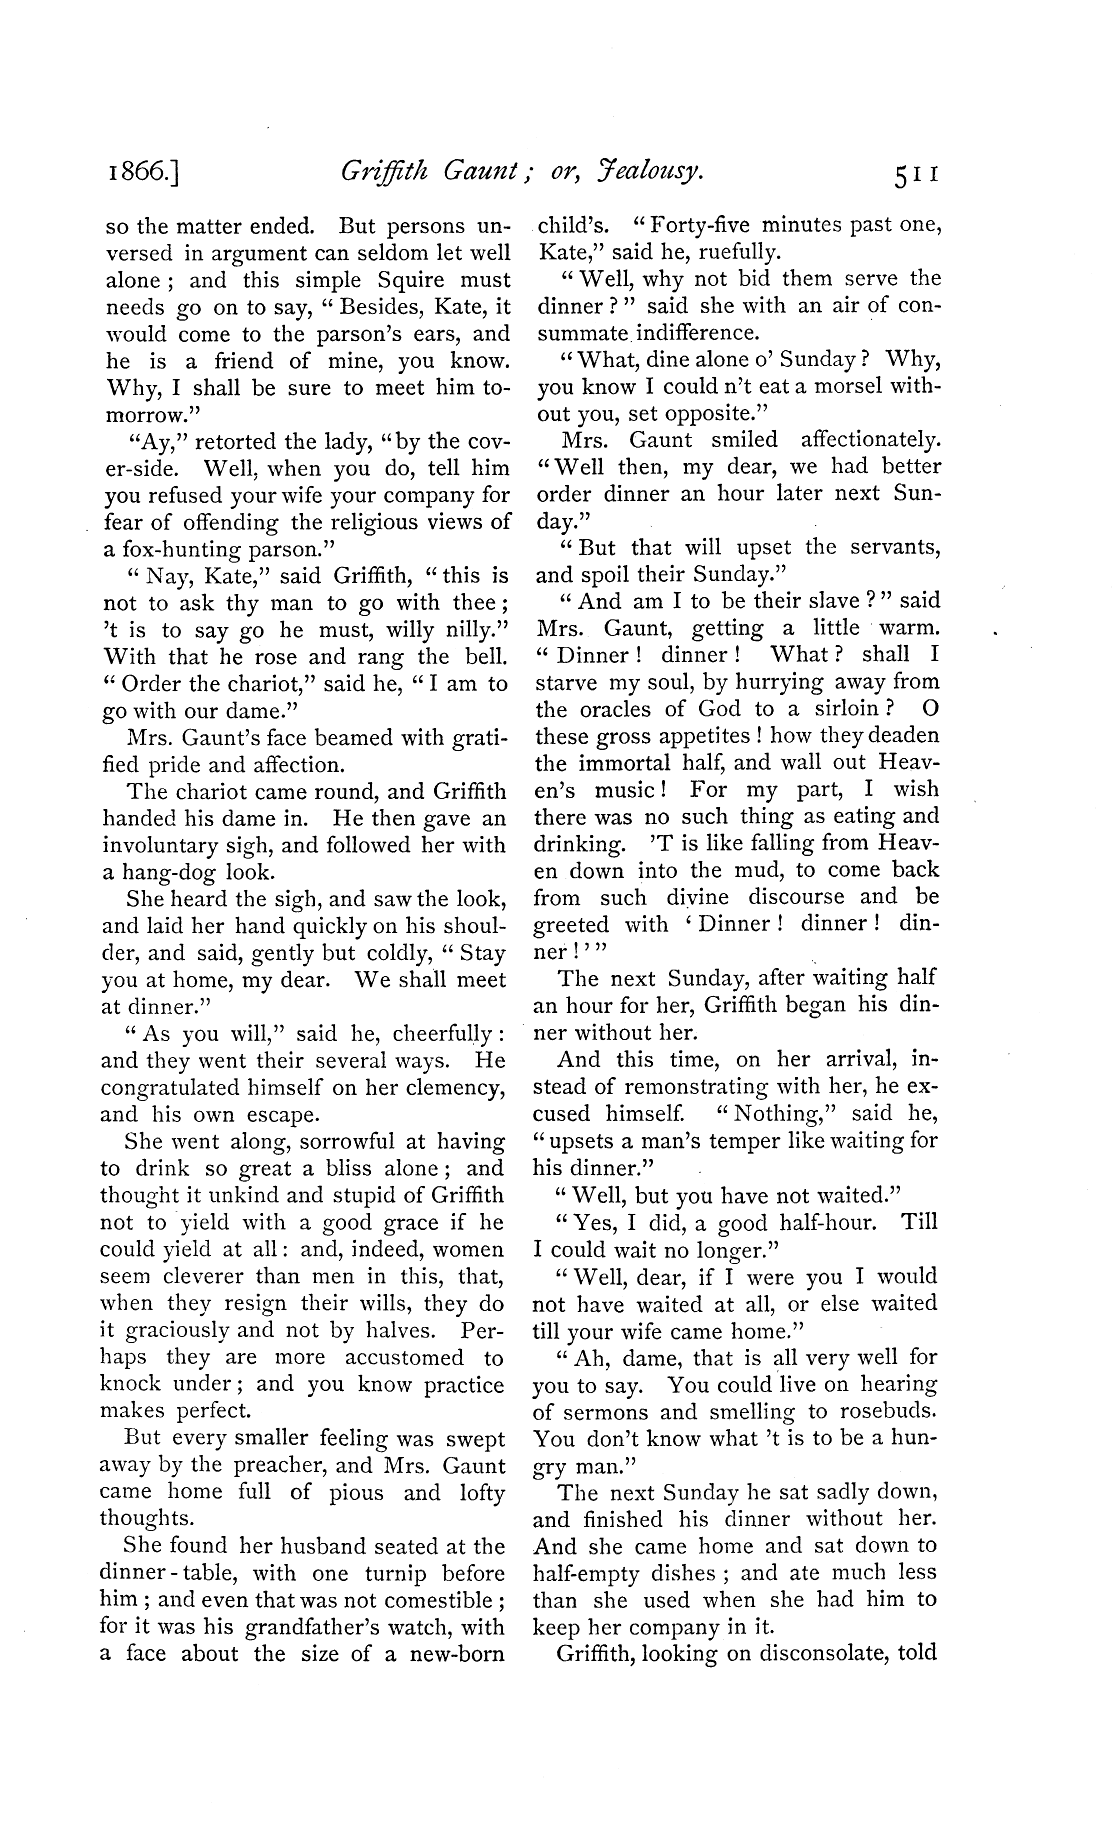 1866.] Griffith Gaunt; or, Jealousy. 511
so the matter ended. But persons un-
versed in argument can seldom let well
alone; and this simple Squire must
needs go on to say, "Besides, Kate, it
would come to the parson's ears, and
he is a friend of mine, you know.
Why, I shall be sure to meet him to-
morrow."
"Ay," retorted the lady, "by the cov-
er-side. Well, when you do, tell him
you refused your wife your company for
fear of offending the religious views of
a fox-hunting parson."
"Nay, Kate," said Griffith, "this is
not to ask thy man to go with thee;
't is to say go he must, willy nilly."
With that he rose and rang the bell.
"Order the chariot," said he, "I am to
go with our dame."
Mrs. Gaunt's face beamed with grati-
fied pride and affection.
The chariot came round, and Griffith
handed his dame in. He then gave an
involuntary sigh, and followed her with
a hang-dog look.
She heard the sigh, and saw the look,
and laid her hand quickly on his shoul-
der, and said, gently but coldly, "Stay
you at home, my dear. We shall meet
at dinner."
"As you will," said he, cheerfully:
and they went their several ways. He
congratulated himself on her clemency,
and his own escape.
She went along, sorrowful at having
to drink so great a bliss alone; and
thought it unkind and stupid of Griffith
not to yield with a good grace if he
could yield at all: and, indeed, women
seem cleverer than men in this, that,
when they resign their wills, they do
it graciously and not by halves. Per-
haps they are more accustomed to
knock under; and you know practice
makes perfect.
But every smaller feeling was swept
away by the preacher, and Mrs. Gaunt
came home full of pious and lofty
thoughts.
She found her husband seated at the
dinner-table, with one turnip before
him; and even that was not comestible;
for it was his grandfather's watch, with
a face about the size of a new-born
child's. "Forty-five minutes past one,
Kate," said he, ruefully.
"Well, why not bid them serve the
dinner?" said she with an air of con-
summate indifference.
"What, dine alone o' Sunday? Why,
you know I could n't eat a morsel with-
out you, set opposite."
Mrs. Gaunt smiled affectionately.
"Well then, my dear, we had better
order dinner an hour later next Sun-
day."
"But that will upset the servants,
and spoil their Sunday."
"And am I to be their slave?" said
Mrs. Gaunt, getting a little warm.
"Dinner! dinner! What? shall I
starve my soul, by hurrying away from
the oracles of God to a sirloin? O
these gross appetites! how they deaden
the immortal half, and wall out Heav-
en's music! For my part, I wish
there was no such thing as eating and
drinking. 'T is like falling from Heav-
en down into the mud, to come back
from such divine discourse and be
greeted with 'Dinner! dinner! din-
ner!'"
The next Sunday, after waiting half
an hour for her, Griffith began his din-
ner without her.
And this time, on her arrival, in-
stead of remonstrating with her, he ex-
cused himself. "Nothing," said he,
"upsets a man's temper like waiting for
his dinner."
"Well, but you have not waited."
"Yes, I did, a good half-hour. Till
I could wait no longer."
"Well, dear, if I were you I would
not have waited at all, or else waited
till your wife came home."
"Ah, dame, that is all very well for
you to say. You could live on hearing
of sermons and smelling to rosebuds.
You don't know what 't is to be a hun-
gry man."
The next Sunday he sat sadly down,
and finished his dinner without her.
And she came home and sat down to
half-empty dishes; and ate much less
than she used when she had him to
keep her company in it.
Griffith, looking on disconsolate, told